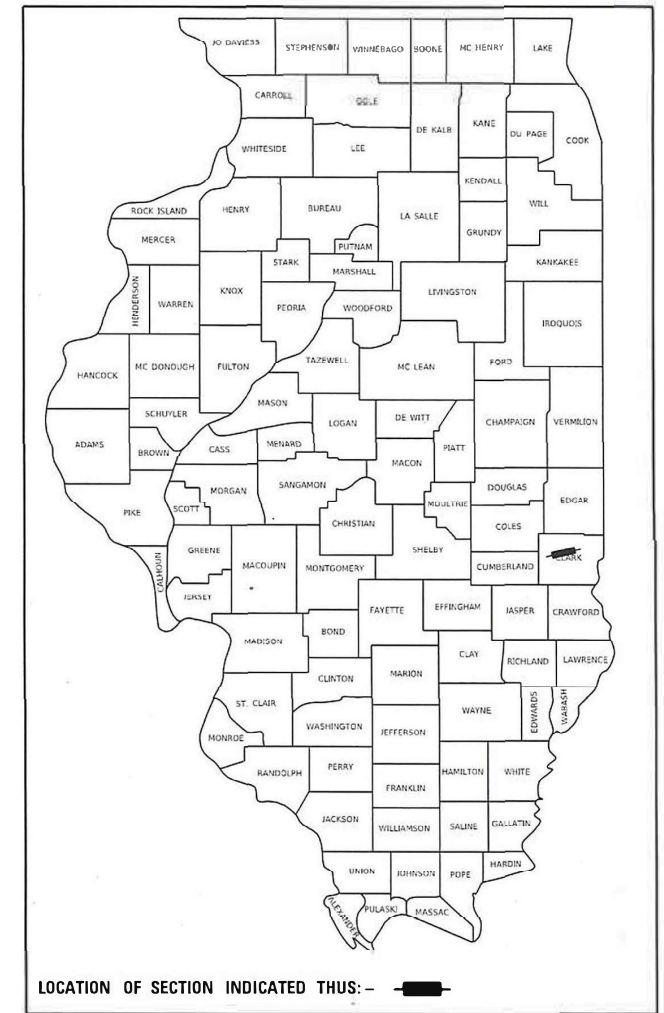 JO DAVIESS STEPHENSON WINNEBAGO BOONE MC HENRY LAKE
CARROLL OGLE
DE KALB KANE DU PAGE COOK
WHITESIDE LEE
KENDALL
ROCK ISLAND HENRY BUREAU LA SALLE WILL
MERCER PUTNAM GRUNDY
STARK MARSHALL KANKAKEE
HENDERSON WARREN KNOX LIVINGSTON
PEORIA WOODFORD IROQUOIS
HANCOCK MC DONOUGH FULTON TAZEWELL MC LEAN FORD
MASON
SCHUYLER LOGAN DE WITT CHAMPAIGN VERMILION
ADAMS BROWN CASS MENARD PIATT
MACON
MORGAN SANGAMON DOUGLAS
PIKE SCOTT MOULTRIE EDGAR
CHRISTIAN COLES
GREENE SHELBY
CALHOUN MACOUPIN MONTGOMERY CUMBERLAND CLARK
JERSEY FAYETTE EFFINGHAM JASPER CRAWFORD
MADISON BOND
CLAY RICHLAND LAWRENCE
CLINTON MARION
ST. CLAIR WAYNE EDWARDS WABASH
WASHINGTON JEFFERSON
MONROE
RANDOLPH PERRY HAMILTON WHITE
FRANKLIN
JACKSON WILLIAMSON SALINE GALLATIN
UNION JOHNSON POPE HARDIN
ALEXANDER PULASKI MASSAC
LOCATION OF SECTION INDICATED THUS:-